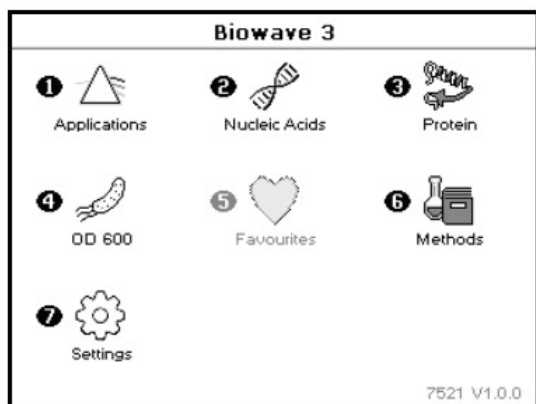 Biowave 3
1 Applications
2 Nucleic Acids
3 Protein
4 OD 600
5 Favourites
6 Methods
7 Settings
7521 V1.0.0